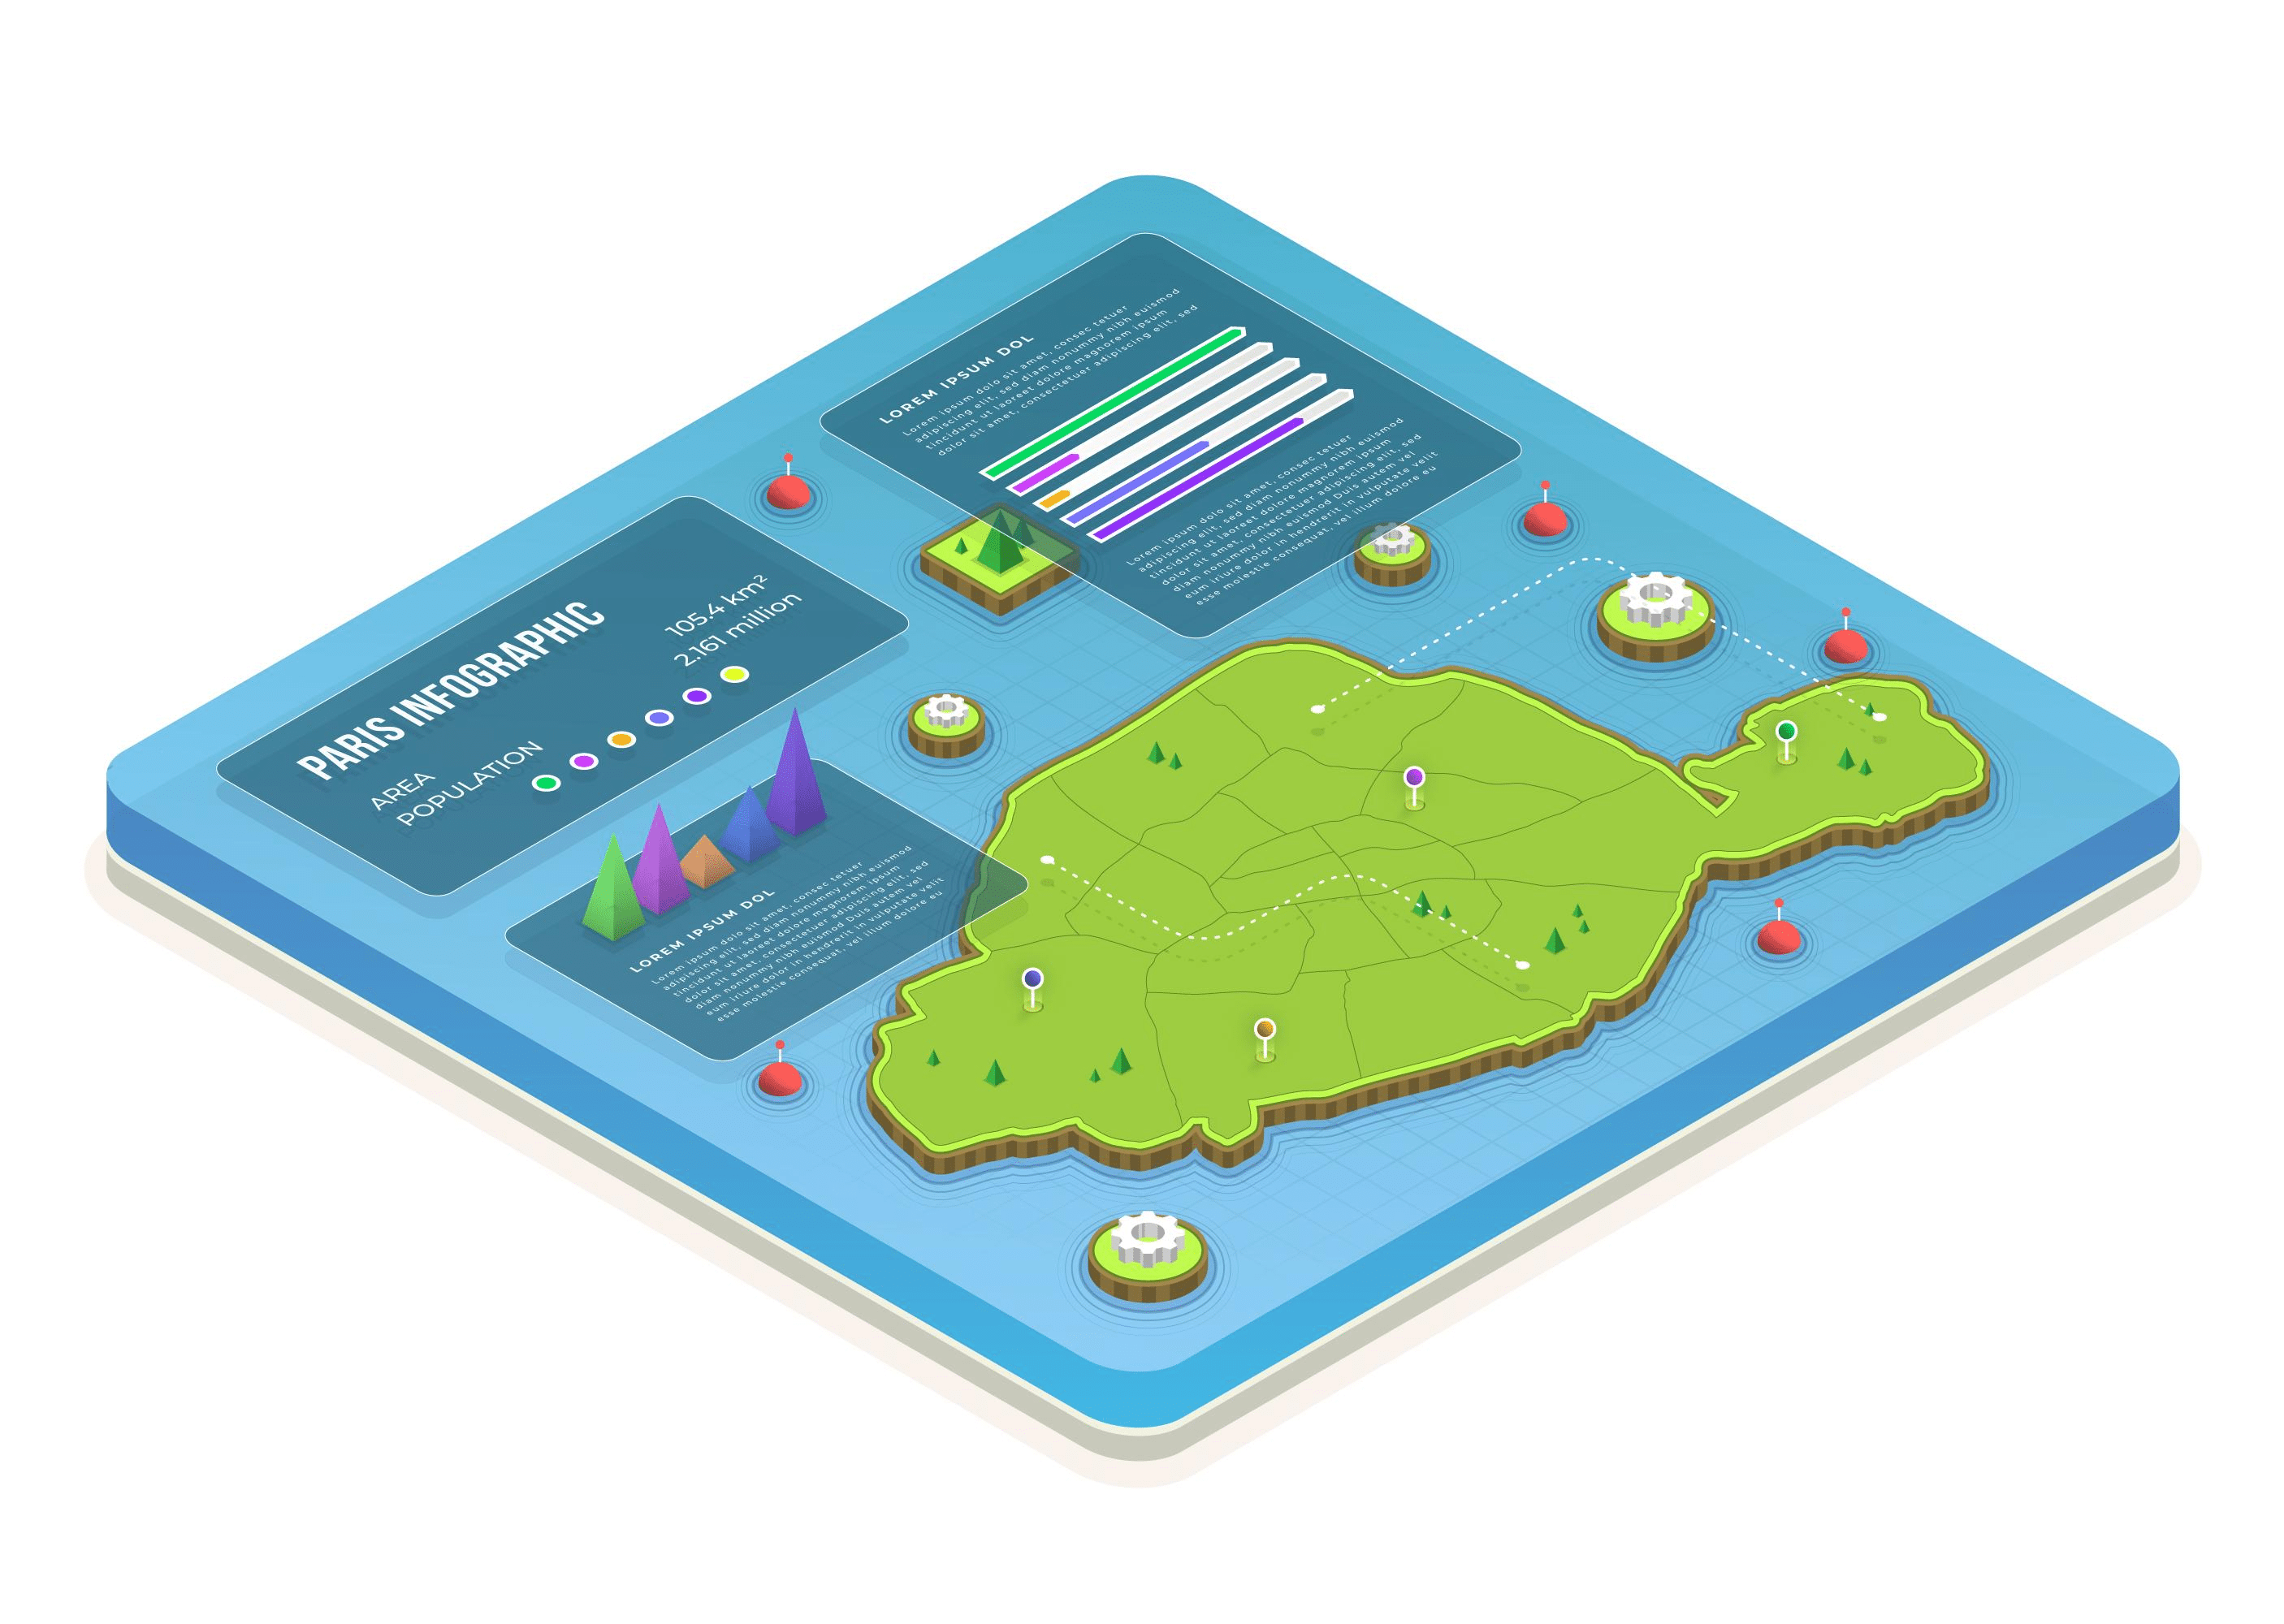 LOREM IPSUM DOL
Lorem ipsum dolo sit amet, consec tetuer
adipiscing elit, sed diam nonummy nibh euismod
tincidunt ut laoreet dolore magnorem ipsum
dolor sit amet, consectetuer adipiscing elit, sed
Lorem ipsum dolo sit amet, consec tetuer
adipiscing elit, sed diam nonummy nibh euismod
tincidunt ut laoreet dolore magnorem ipsum
dolor sit amet, consectetuer adipiscing elit, sed
diam nonummy nibh euismod Duis autem vel
eum iriure dolor in hendrerit in vulputate velit
esse molestie consequat, vel illum dolore eu
PARIS INFOGRAPHIC
AREA 105.4 km²
POPULATION 2.161 million
LOREM IPSUM DOL
Lorem ipsum dolo sit amet, consec tetuer
adipiscing elit, sed diam nonummy nibh euismod
tincidunt ut laoreet dolore magnorem ipsum
dolor sit amet, consectetuer adipiscing elit, sed
diam nonummy nibh euismod Duis autem vel
eum iriure dolor in hendrerit in vulputate velit
esse molestie consequat, vel illum dolore eu